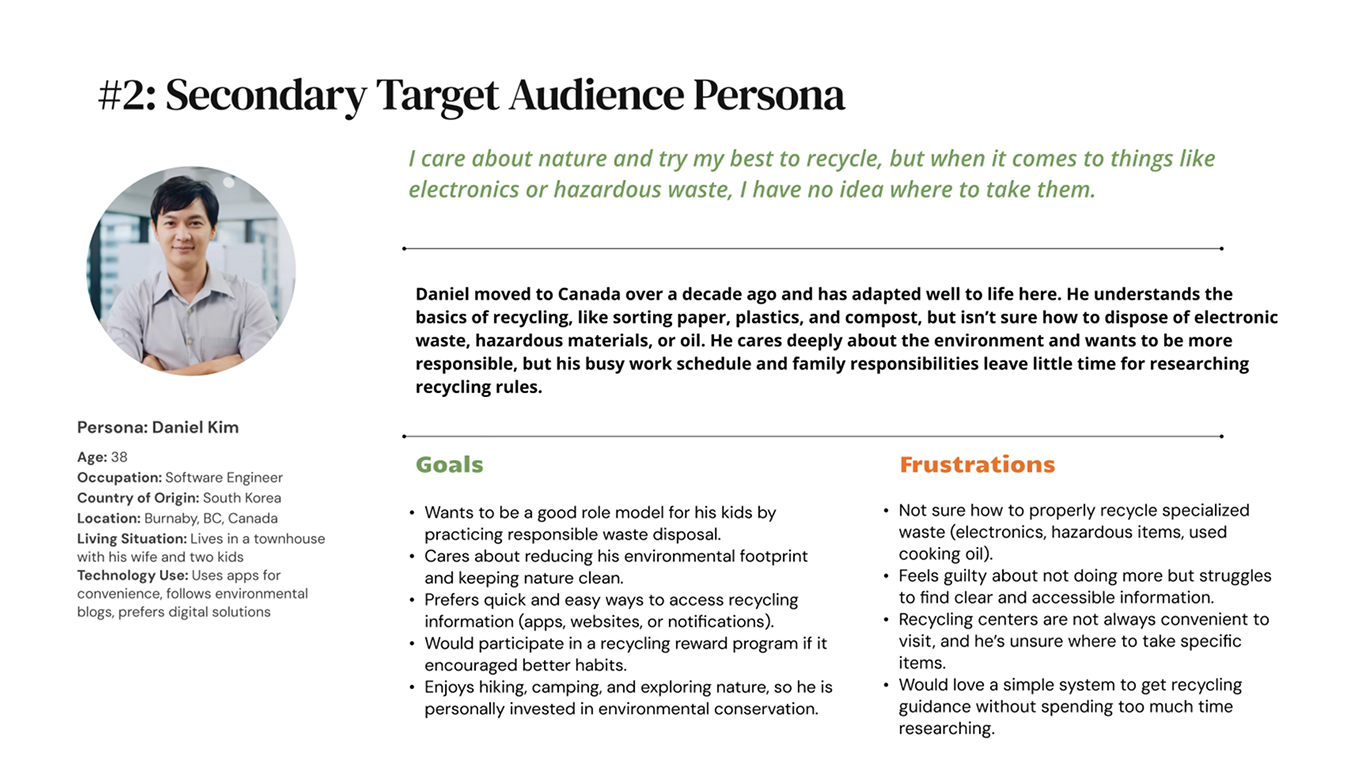 #2: Secondary Target Audience Persona
I care about nature and try my best to recycle, but when it comes to things like
electronics or hazardous waste, I have no idea where to take them.
Daniel moved to Canada over a decade ago and has adapted well to life here. He understands the
basics of recycling, like sorting paper, plastics, and compost, but isn’t sure how to dispose of electronic
waste, hazardous materials, or oil. He cares deeply about the environment and wants to be more
responsible, but his busy work schedule and family responsibilities leave little time for researching
recycling rules.
Persona: Daniel Kim
Age: 38
Occupation: Software Engineer
Country of Origin: South Korea
Location: Burnaby, BC, Canada
Living Situation: Lives in a townhouse
with his wife and two kids
Technology Use: Uses apps for
convenience, follows environmental
blogs, prefers digital solutions
Goals
• Wants to be a good role model for his kids by
practicing responsible waste disposal.
• Cares about reducing his environmental footprint
and keeping nature clean.
• Prefers quick and easy ways to access recycling
information (apps, websites, or notifications).
• Would participate in a recycling reward program if it
encouraged better habits.
• Enjoys hiking, camping, and exploring nature, so he is
personally invested in environmental conservation.
Frustrations
• Not sure how to properly recycle specialized
waste (electronics, hazardous items, used
cooking oil).
• Feels guilty about not doing more but struggles
to find clear and accessible information.
• Recycling centers are not always convenient to
visit, and he’s unsure where to take specific
items.
• Would love a simple system to get recycling
guidance without spending too much time
researching.